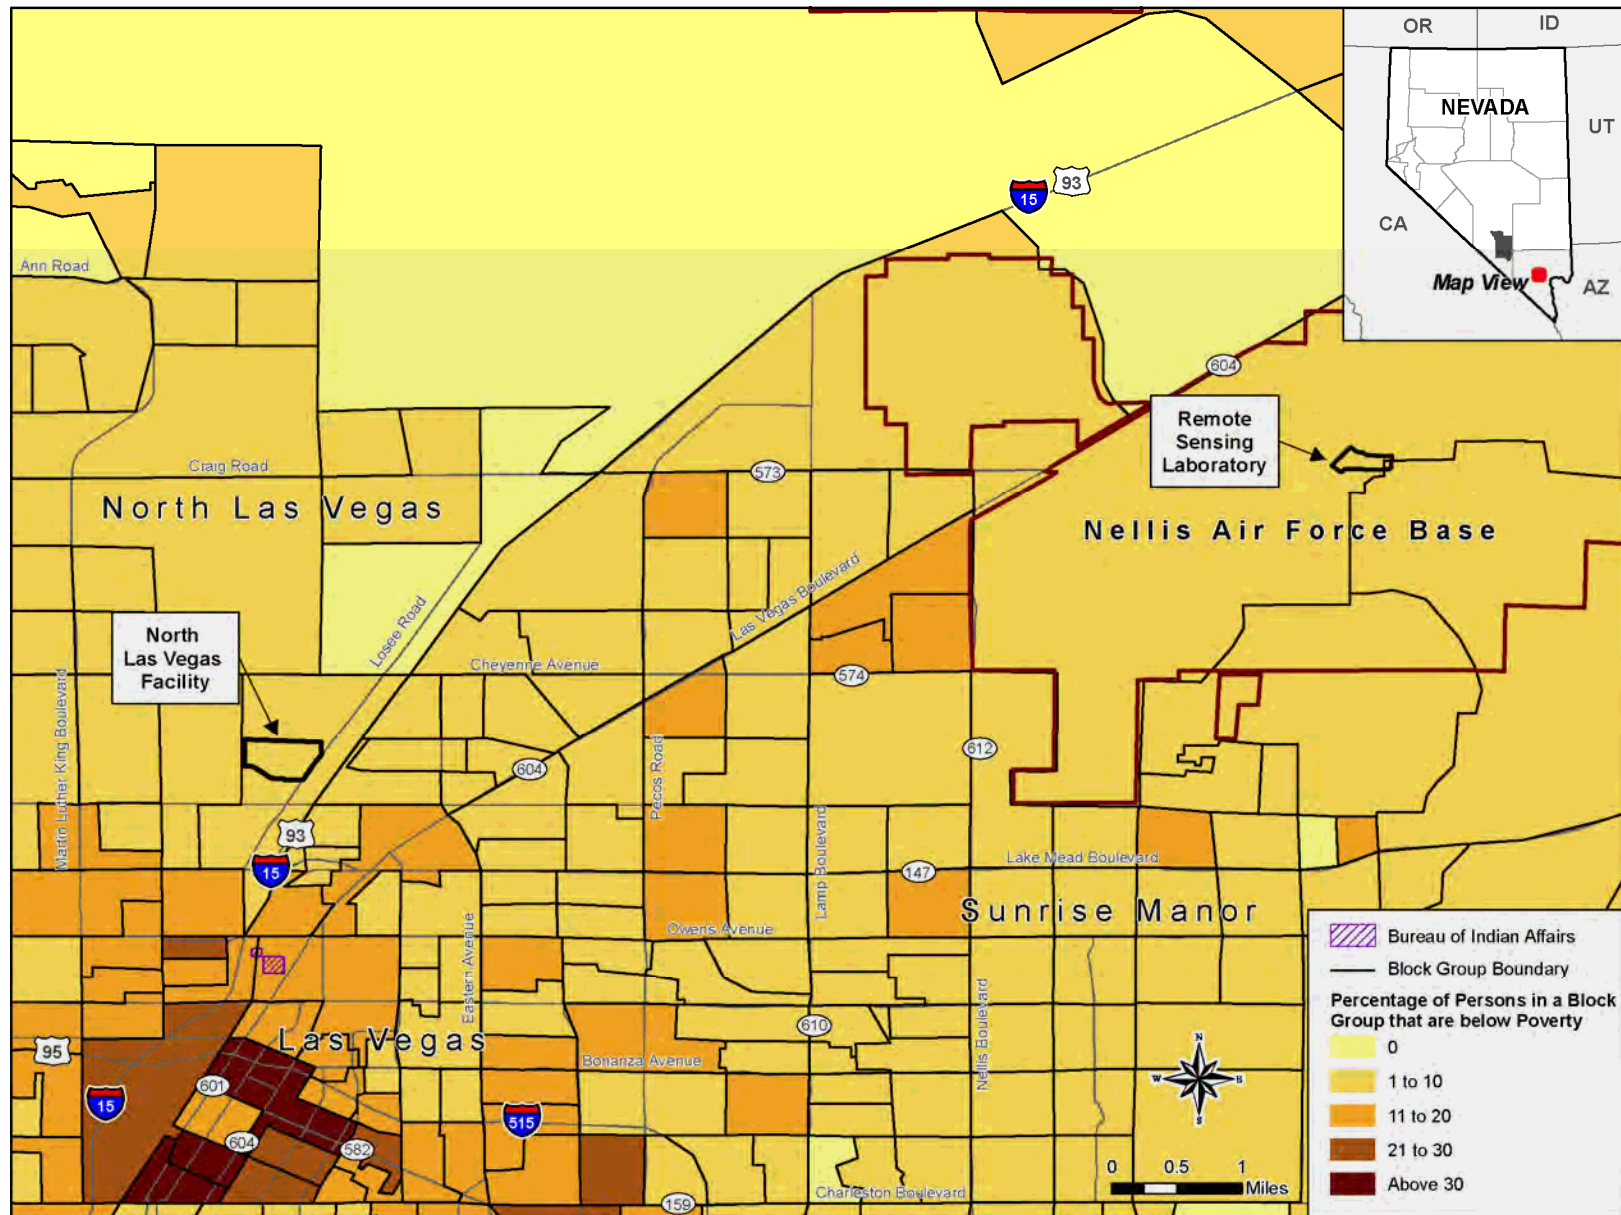 OR
ID
NEVADA
UT
CA
Map View
AZ
93
15
604
Ann Road
Remote
Sensing
Laboratory
Craig Road
573
North Las Vegas
Nellis Air Force Base
Las Vegas Boulevard
Losee Road
North
Las Vegas
Facility
Cheyenne Avenue
574
Martin Luther King Boulevard
Pecos Road
612
604
93
15
Lamp Boulevard
Lake Mead Boulevard
147
Sunrise Manor
Owens Avenue
Eastern Avenue
Nellis Boulevard
610
Las Vegas
Bonanza Avenue
95
601
15
515
604
582
159
Charleston Boulevard
N
W
E
S
0 0.5 1
Miles
Bureau of Indian Affairs
Block Group Boundary
Percentage of Persons in a Block
Group that are below Poverty
0
1 to 10
11 to 20
21 to 30
Above 30